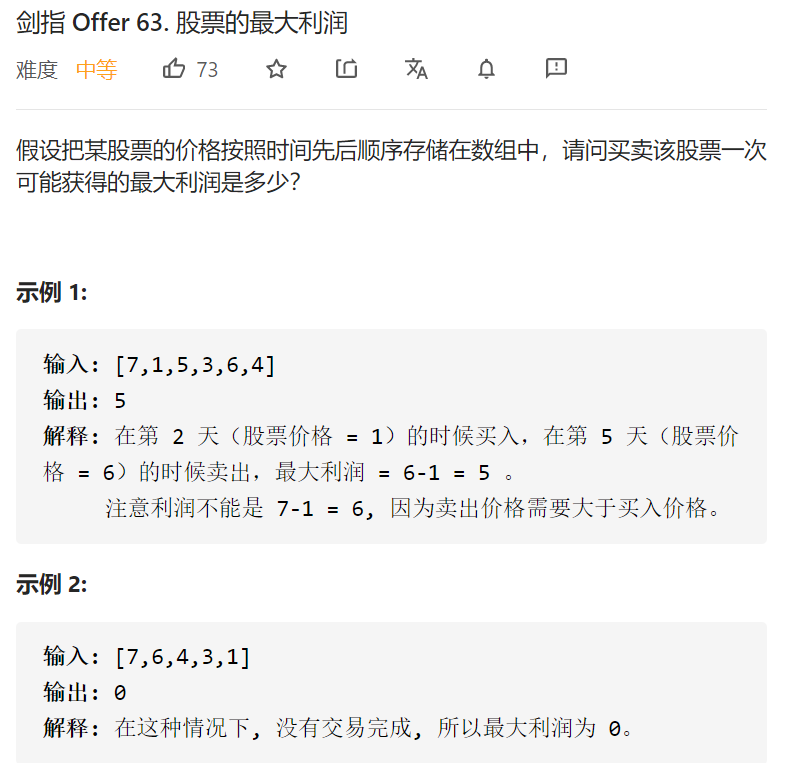 剑指 Offer 63. 股票的最大利润
难度 中等 73
假设把某股票的价格按照时间先后顺序存储在数组中，请问买卖该股票一次
可能获得的最大利润是多少？
示例 1:
输入: [7,1,5,3,6,4]
输出: 5
解释: 在第 2 天（股票价格 = 1）的时候买入，在第 5 天（股票价
格 = 6）的时候卖出，最大利润 = 6-1 = 5 。
注意利润不能是 7-1 = 6, 因为卖出价格需要大于买入价格。
示例 2:
输入: [7,6,4,3,1]
输出: 0
解释: 在这种情况下, 没有交易完成, 所以最大利润为 0。